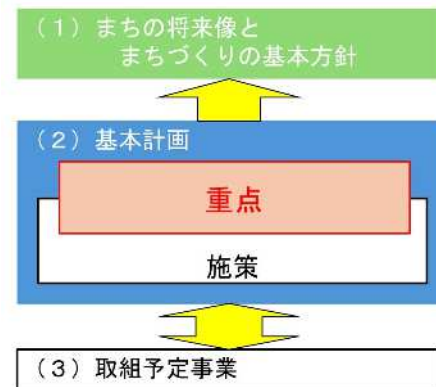 （１）まちの将来像と
まちづくりの基本方針
（２）基本計画
重点
施策
（３）取組予定事業